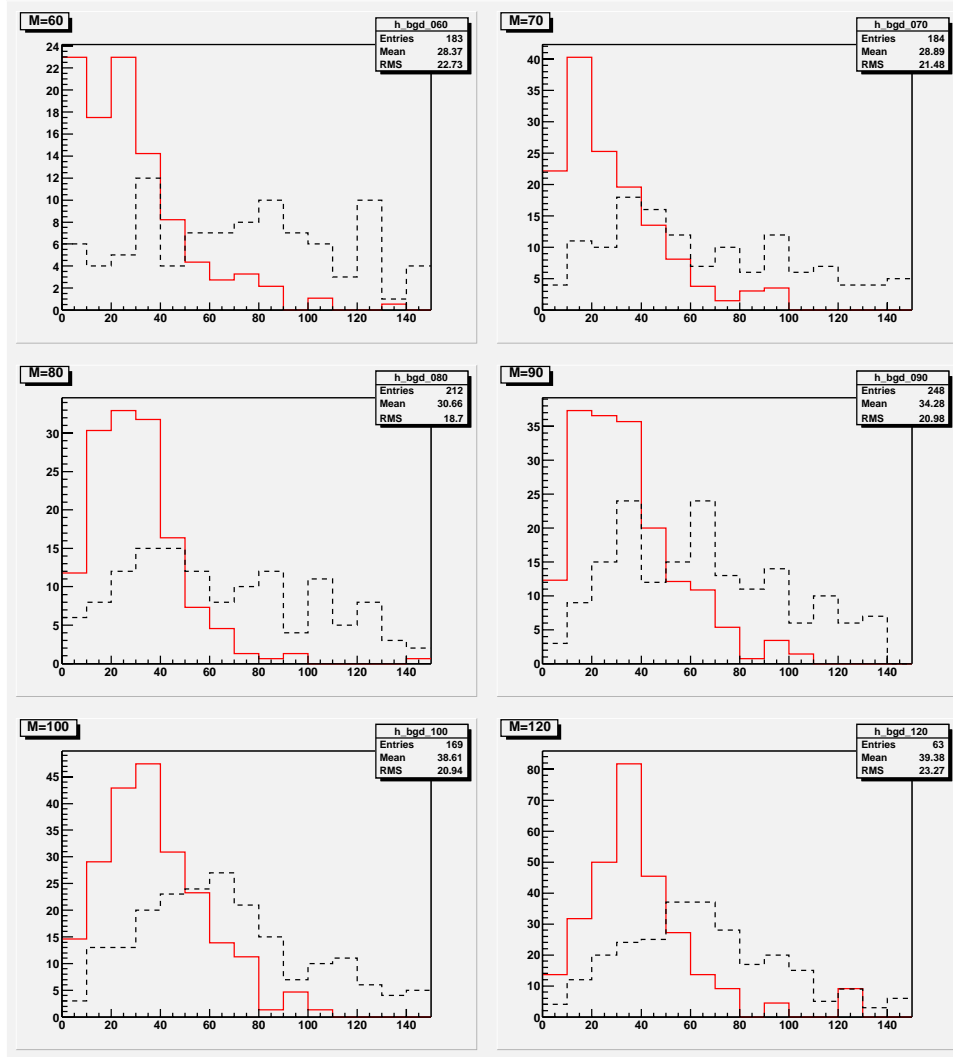 M=60
h_bgd_060
Entries 183
Mean 28.37
RMS 22.73
24
22
20
18
16
14
12
10
8
6
4
2
0
0 20 40 60 80 100 120 140
M=70
h_bgd_070
Entries 184
Mean 28.89
RMS 21.48
40
35
30
25
20
15
10
5
0
0 20 40 60 80 100 120 140
M=80
h_bgd_080
Entries 212
Mean 30.66
RMS 18.7
30
25
20
15
10
5
0
0 20 40 60 80 100 120 140
M=90
h_bgd_090
Entries 248
Mean 34.28
RMS 20.98
35
30
25
20
15
10
5
0
0 20 40 60 80 100 120 140
M=100
h_bgd_100
Entries 169
Mean 38.61
RMS 20.94
45
40
35
30
25
20
15
10
5
0
0 20 40 60 80 100 120 140
M=120
h_bgd_120
Entries 63
Mean 39.38
RMS 23.27
80
70
60
50
40
30
20
10
0
0 20 40 60 80 100 120 140